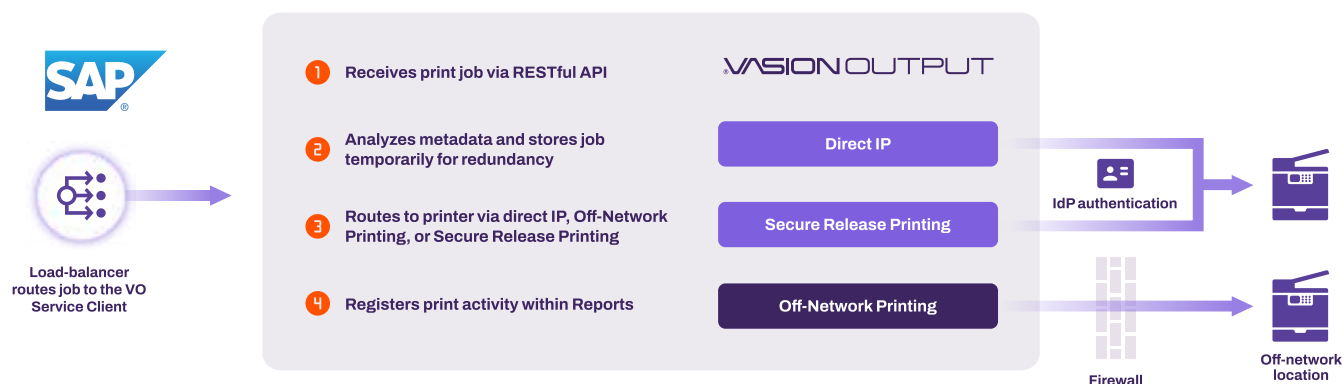 SAP
®
Load-balancer
routes job to the VO
Service Client
1 Receives print job via RESTful API
2 Analyzes metadata and stores job
temporarily for redundancy
3 Routes to printer via direct IP, Off-Network
Printing, or Secure Release Printing
4 Registers print activity within Reports
®VASION OUTPUT
Direct IP
Secure Release Printing
Off-Network Printing
IdP authentication
Firewall
Off-network
location